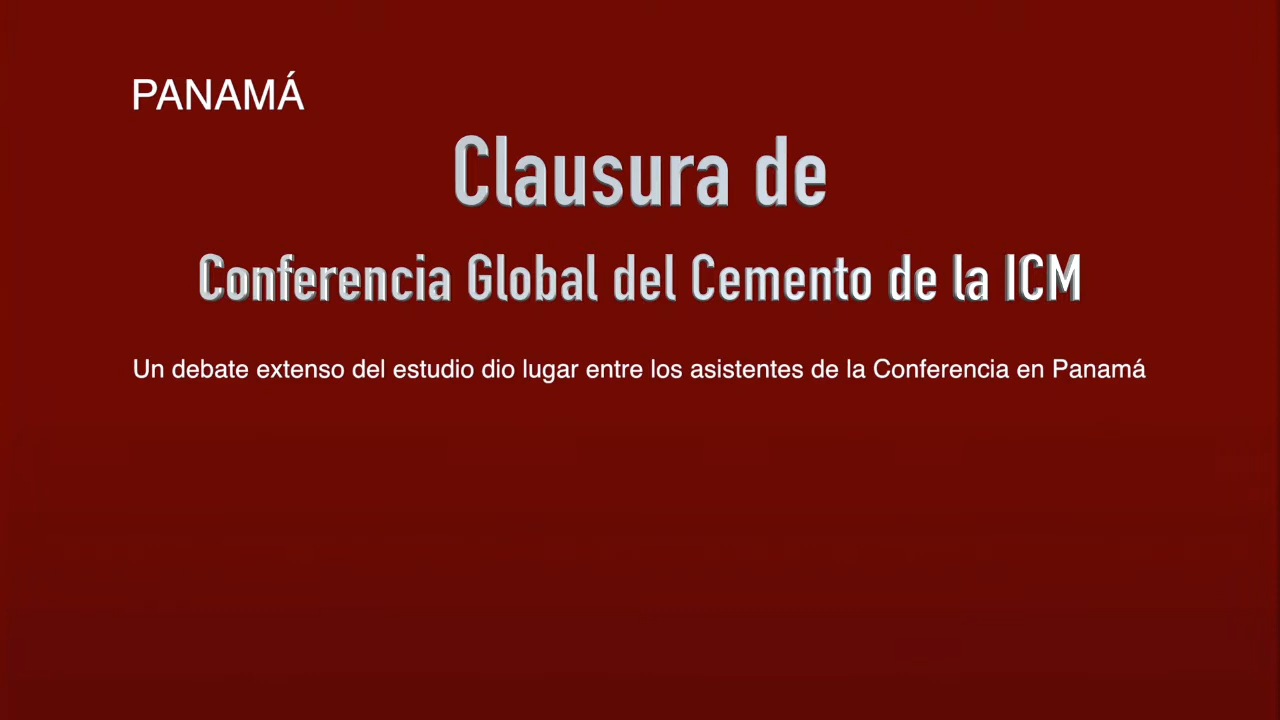 PANAMÁ
Clausura de
Conferencia Global del Cemento de la ICM
Un debate extenso del estudio dio lugar entre los asistentes de la Conferencia en Panamá